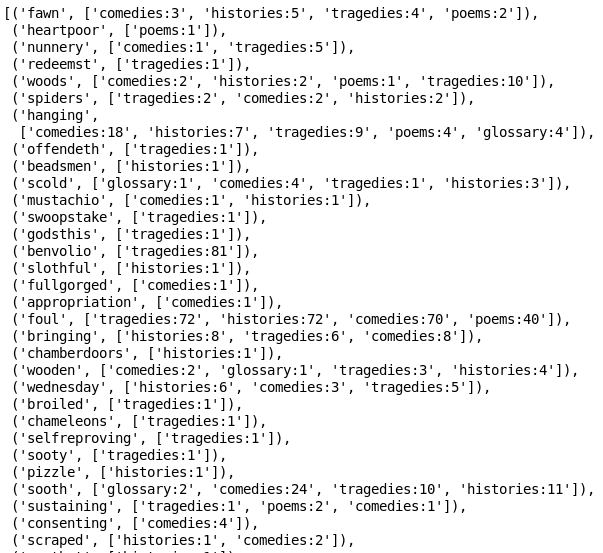 [('fawn', ['comedies:3', 'histories:5', 'tragedies:4', 'poems:2']),
('heartpoor', ['poems:1']),
('nunnery', ['comedies:1', 'tragedies:5']),
('redeemst', ['tragedies:1']),
('woods', ['comedies:2', 'histories:2', 'poems:1', 'tragedies:10']),
('spiders', ['tragedies:2', 'comedies:2', 'histories:2']),
('hanging',
['comedies:18', 'histories:7', 'tragedies:9', 'poems:4', 'glossary:4']),
('offendeth', ['tragedies:1']),
('beadsmen', ['histories:1']),
('scold', ['glossary:1', 'comedies:4', 'tragedies:1', 'histories:3']),
('mustachio', ['comedies:1', 'histories:1']),
('swoopstake', ['tragedies:1']),
('godsthis', ['tragedies:1']),
('benvolio', ['tragedies:81']),
('slothful', ['histories:1']),
('fullgorged', ['comedies:1']),
('appropriation', ['comedies:1']),
('foul', ['tragedies:72', 'histories:72', 'comedies:70', 'poems:40']),
('bringing', ['histories:8', 'tragedies:6', 'comedies:8']),
('chamberdoors', ['histories:1']),
('wooden', ['comedies:2', 'glossary:1', 'tragedies:3', 'histories:4']),
('wednesday', ['histories:6', 'comedies:3', 'tragedies:5']),
('broiled', ['tragedies:1']),
('chameleons', ['tragedies:1']),
('selfreproving', ['tragedies:1']),
('sooty', ['tragedies:1']),
('pizzle', ['histories:1']),
('sooth', ['glossary:2', 'comedies:24', 'tragedies:10', 'histories:11']),
('sustaining', ['tragedies:1', 'poems:2', 'comedies:1']),
('consenting', ['comedies:4']),
('scraped', ['histories:1', 'comedies:2']),